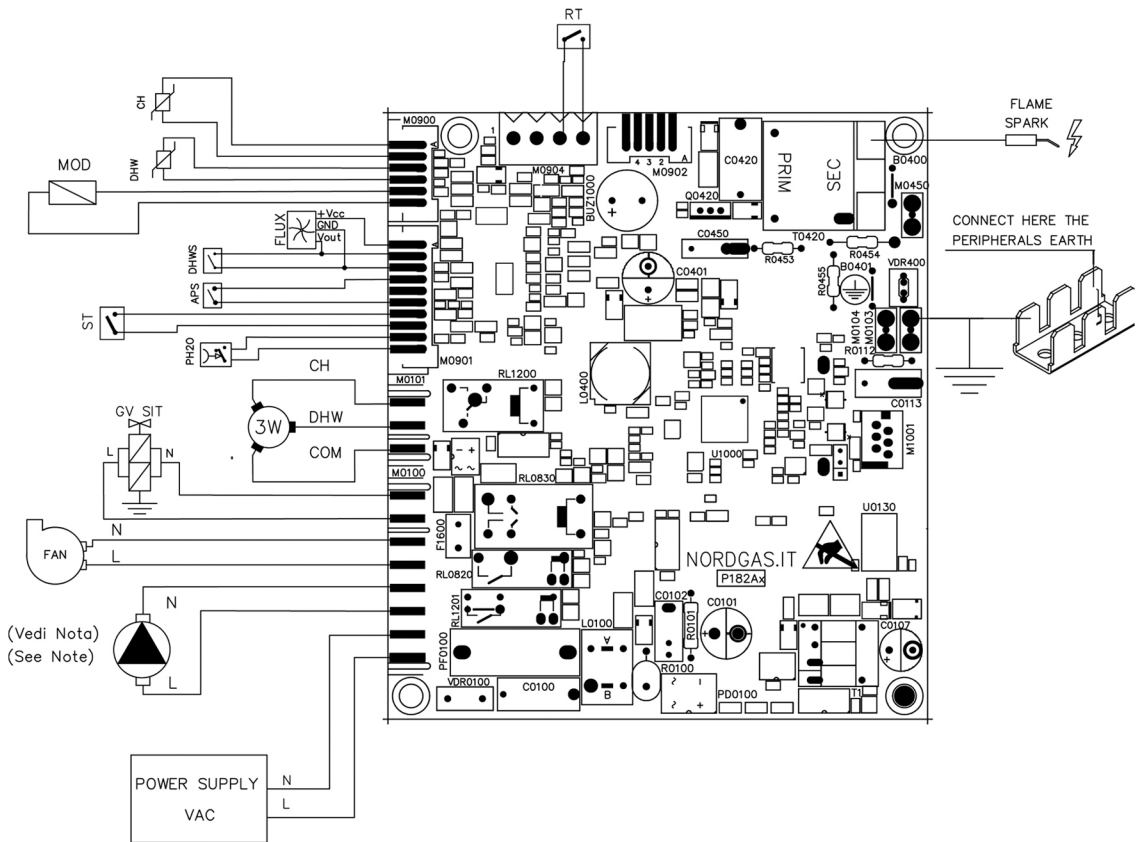 RT
CH
M0900
DHW
MOD
1
M0904
4 3 2
A
M0902
FLAME
SPARK
C0420
PRIM
SEC
B0400
M0450
BUZ1000
Q0420
CONNECT HERE THE
PERIPHERALS EARTH
FLUX
+Vcc
GND
Vout
C0450
R0453
T0420
R0454
VDR400
DHWS
APS
C0401
R0455
B0401
ST
PH2O
M0901
M0104
M0103
R0112
L0400
C0113
CH
M0101
RL1200
DHW
3W
COM
GV SIT
L
N
M0100
U1000
M1001
RL0830
U0130
N
FAN
L
F1600
NORDGAS.IT
P182Ax
RL0820
N
(Vedi Nota)
(See Note)
L
RL1201
L0100
C0102
R0101
C0101
C0107
PF0100
A
B
R0100
VDR0100
C0100
PD0100
T1
POWER SUPPLY
VAC
N
L